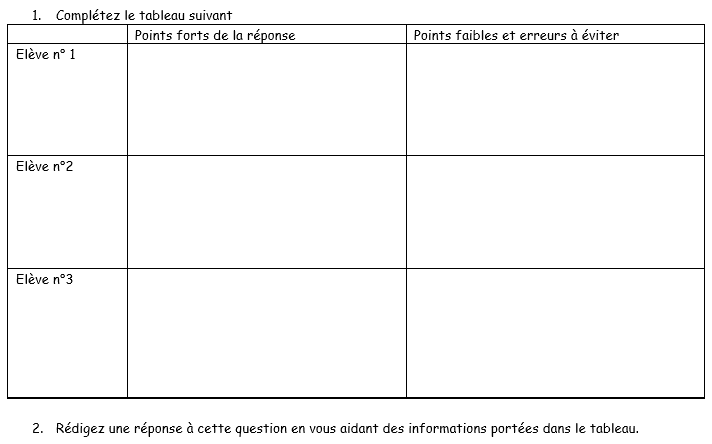 1. Complétez le tableau suivant
Points forts de la réponse Points faibles et erreurs à éviter
Elève n° 1
Elève n°2
Elève n°3
2. Rédigez une réponse à cette question en vous aidant des informations portées dans le tableau.